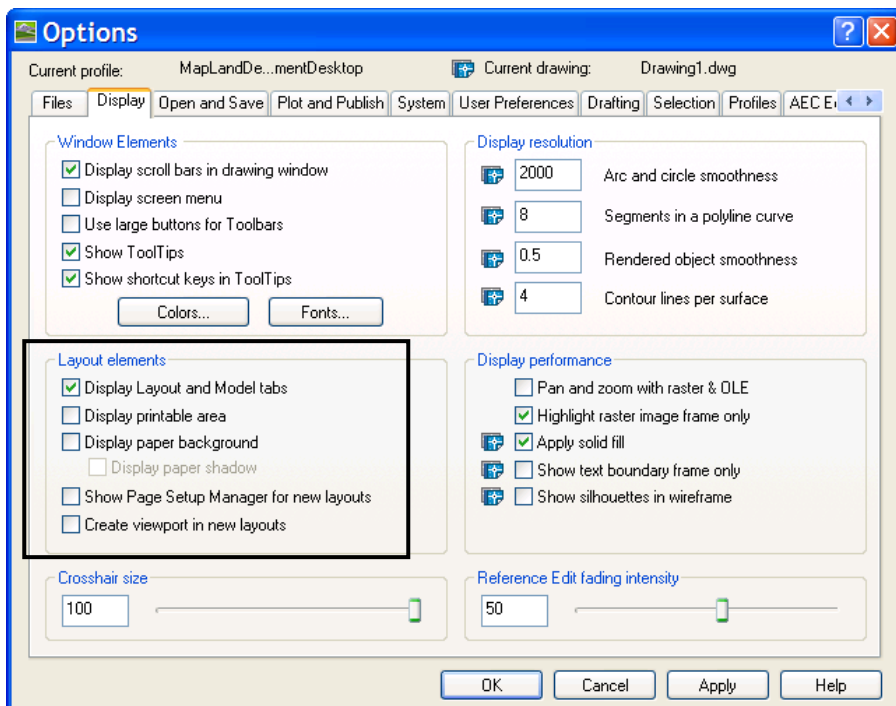 Options
Current profile: MapLandDe...mentDesktop Current drawing: Drawing1.dwg
Files Display Open and Save Plot and Publish System User Preferences Drafting Selection Profiles AEC E
Window Elements
Display scroll bars in drawing window
Display screen menu
Use large buttons for Toolbars
Show ToolTips
Show shortcut keys in ToolTips
Colors... Fonts...
Display resolution
2000 Arc and circle smoothness
8 Segments in a polyline curve
0.5 Rendered object smoothness
4 Contour lines per surface
Layout elements
Display Layout and Model tabs
Display printable area
Display paper background
Display paper shadow
Show Page Setup Manager for new layouts
Create viewport in new layouts
Display performance
Pan and zoom with raster & OLE
Highlight raster image frame only
Apply solid fill
Show text boundary frame only
Show silhouettes in wireframe
Crosshair size
100
Reference Edit fading intensity
50
OK Cancel Apply Help